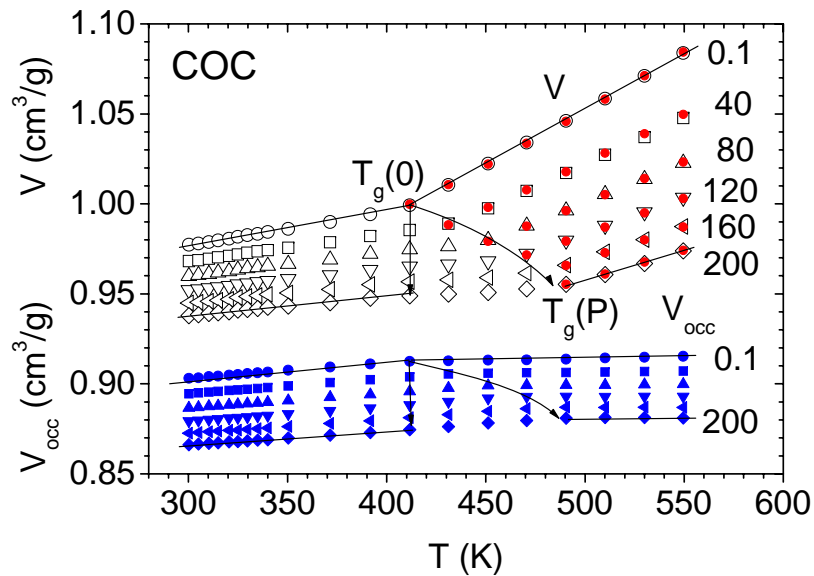 COC
V
0.1
40
80
120
160
200
T_g(0)
T_g(P)
V_occ
0.1
200
1.10
1.05
1.00
0.95
0.90
0.85
V (cm³/g)
V_occ (cm³/g)
300 350 400 450 500 550 600
T (K)